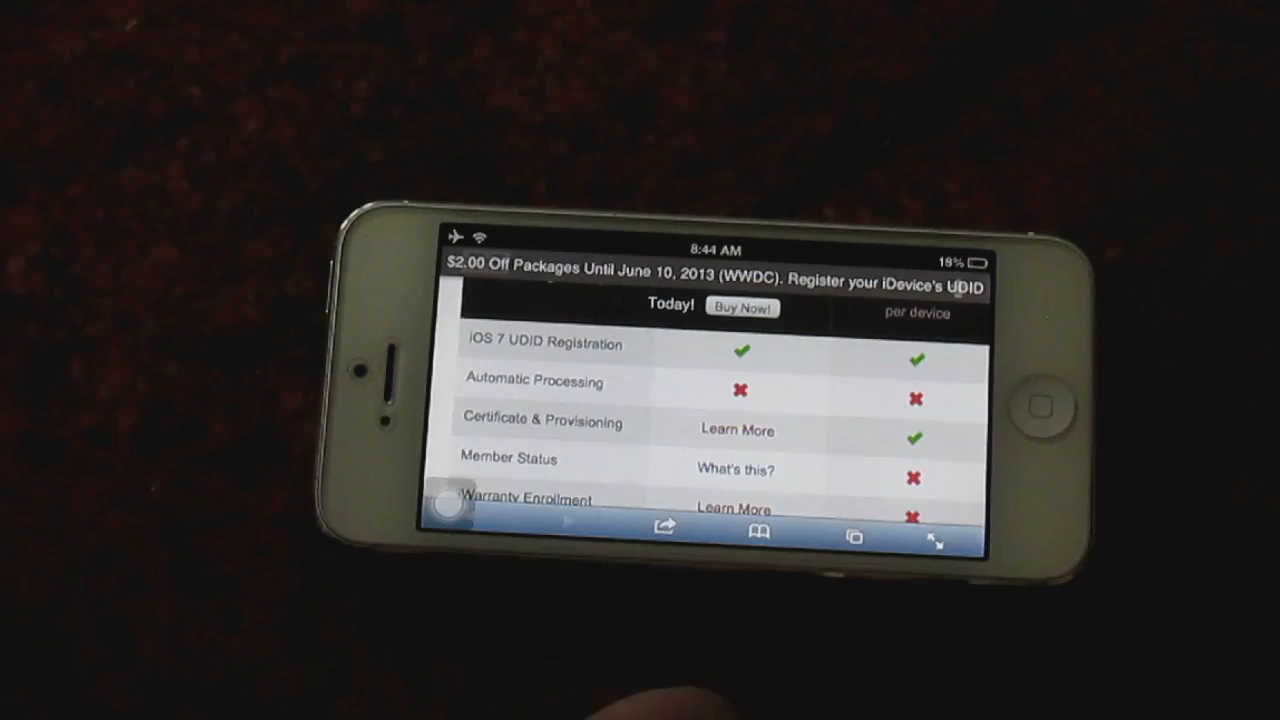 8:44 AM
19%
$2.00 Off Packages Until June 10, 2013 (WWDC). Register your iDevice's UDID
Today! Buy Now!
per device
iOS 7 UDID Registration
Automatic Processing
Certificate & Provisioning Learn More
Member Status What's this?
Warranty Enrollment Learn More